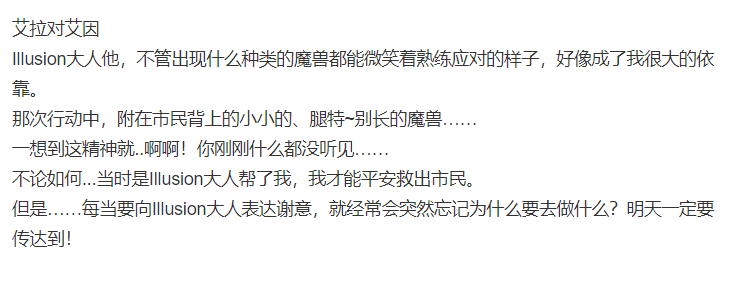 艾拉对艾因
Illusion大人他，不管出现什么种类的魔兽都能微笑着熟练应对的样子，好像成了我很大的依
靠。
那次行动中，附在市民背上的小小的、腿特~别长的魔兽……
一想到这精神就..啊啊！你刚刚什么都没听见……
不论如何...当时是Illusion大人帮了我，我才能平安救出市民。
但是……每当要向Illusion大人表达谢意，就经常会突然忘记为什么要去做什么？明天一定要
传达到！